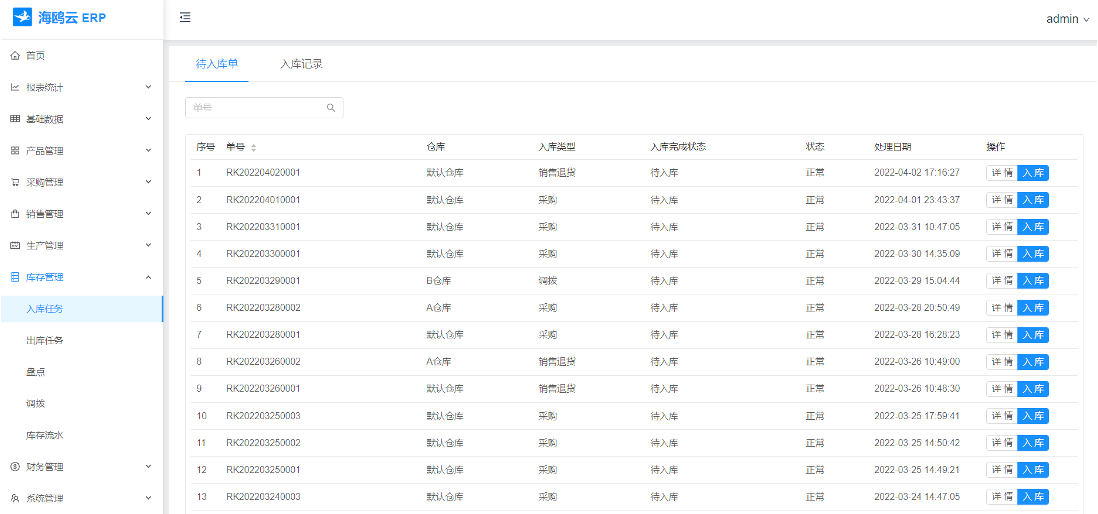 海鸥云 ERP
admin
首页
报表统计
基础数据
产品管理
采购管理
销售管理
生产管理
库存管理
入库任务
出库任务
盘点
调拨
库存流水
财务管理
系统管理
待入库单 入库记录
单号
序号 单号 仓库 入库类型 入库完成状态 状态 处理日期 操作
1 RK202204020001 默认仓库 销售退货 待入库 正常 2022-04-02 17:16:27 详情 入库
2 RK202204010001 默认仓库 采购 待入库 正常 2022-04-01 23:43:37 详情 入库
3 RK202203310001 默认仓库 采购 待入库 正常 2022-03-31 10:47:05 详情 入库
4 RK202203300001 默认仓库 采购 待入库 正常 2022-03-30 14:35:09 详情 入库
5 RK202203290001 B仓库 调拨 待入库 正常 2022-03-29 15:04:44 详情 入库
6 RK202203280002 A仓库 采购 待入库 正常 2022-03-28 20:50:49 详情 入库
7 RK202203280001 默认仓库 采购 待入库 正常 2022-03-28 16:28:23 详情 入库
8 RK202203260002 A仓库 销售退货 待入库 正常 2022-03-26 10:49:00 详情 入库
9 RK202203260001 默认仓库 销售退货 待入库 正常 2022-03-26 10:48:30 详情 入库
10 RK202203250003 默认仓库 采购 待入库 正常 2022-03-25 17:59:41 详情 入库
11 RK202203250002 默认仓库 采购 待入库 正常 2022-03-25 14:50:42 详情 入库
12 RK202203250001 默认仓库 采购 待入库 正常 2022-03-25 14:49:21 详情 入库
13 RK202203240003 默认仓库 采购 待入库 正常 2022-03-24 14:47:05 详情 入库